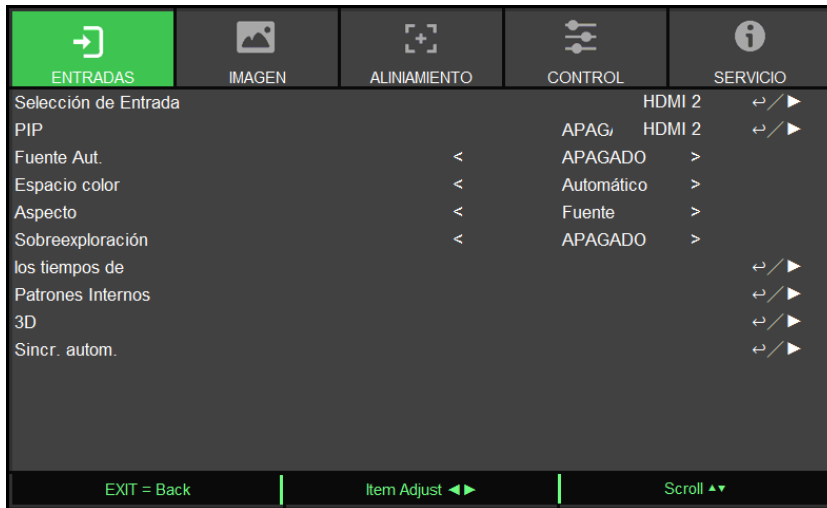 ENTRADAS IMAGEN ALINIAMIENTO CONTROL SERVICIO
Selección de Entrada HDMI 2 ↩/▶
PIP APAGA HDMI 2 ↩/▶
Fuente Aut. < APAGADO >
Espacio color < Automático >
Aspecto < Fuente >
Sobreexploración < APAGADO >
los tiempos de ↩/▶
Patrones Internos ↩/▶
3D ↩/▶
Sincr. autom. ↩/▶
EXIT = Back Item Adjust ◀▶ Scroll ▲▼